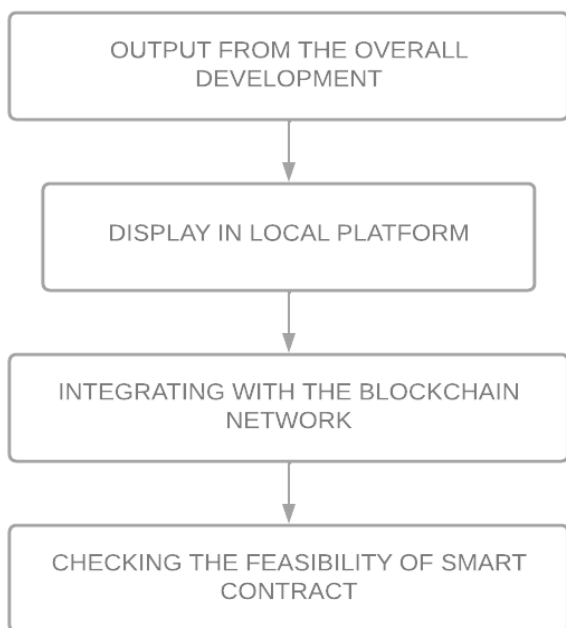 OUTPUT FROM THE OVERALL
DEVELOPMENT
DISPLAY IN LOCAL PLATFORM
INTEGRATING WITH THE BLOCKCHAIN
NETWORK
CHECKING THE FEASIBILITY OF SMART
CONTRACT